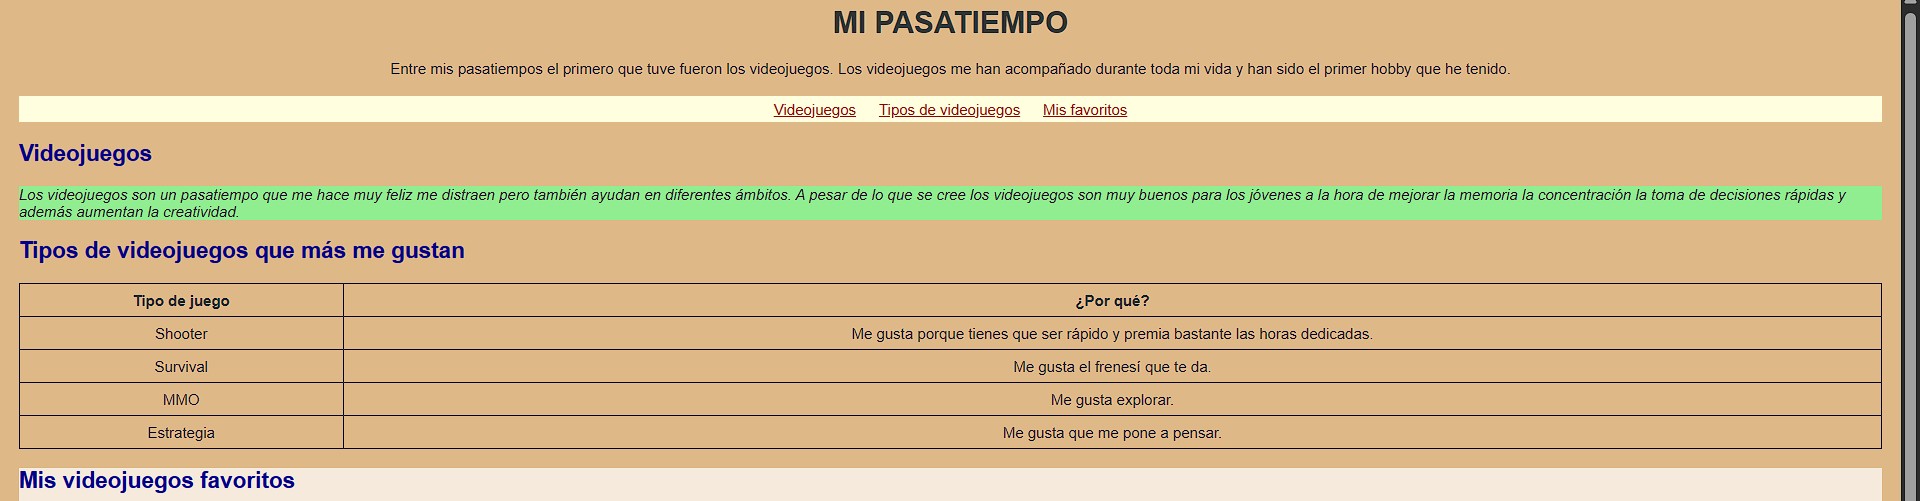 MI PASATIEMPO
Entre mis pasatiempos el primero que tuve fueron los videojuegos. Los videojuegos me han acompañado durante toda mi vida y han sido el primer hobby que he tenido.
Videojuegos Tipos de videojuegos Mis favoritos
Videojuegos
Los videojuegos son un pasatiempo que me hace muy feliz me distraen pero también ayudan en diferentes ámbitos. A pesar de lo que se cree los videojuegos son muy buenos para los jóvenes a la hora de mejorar la memoria la concentración la toma de decisiones rápidas y
además aumentan la creatividad.
Tipos de videojuegos que más me gustan
Tipo de juego ¿Por qué?
Shooter Me gusta porque tienes que ser rápido y premia bastante las horas dedicadas.
Survival Me gusta el frenesí que te da.
MMO Me gusta explorar.
Estrategia Me gusta que me pone a pensar.
Mis videojuegos favoritos